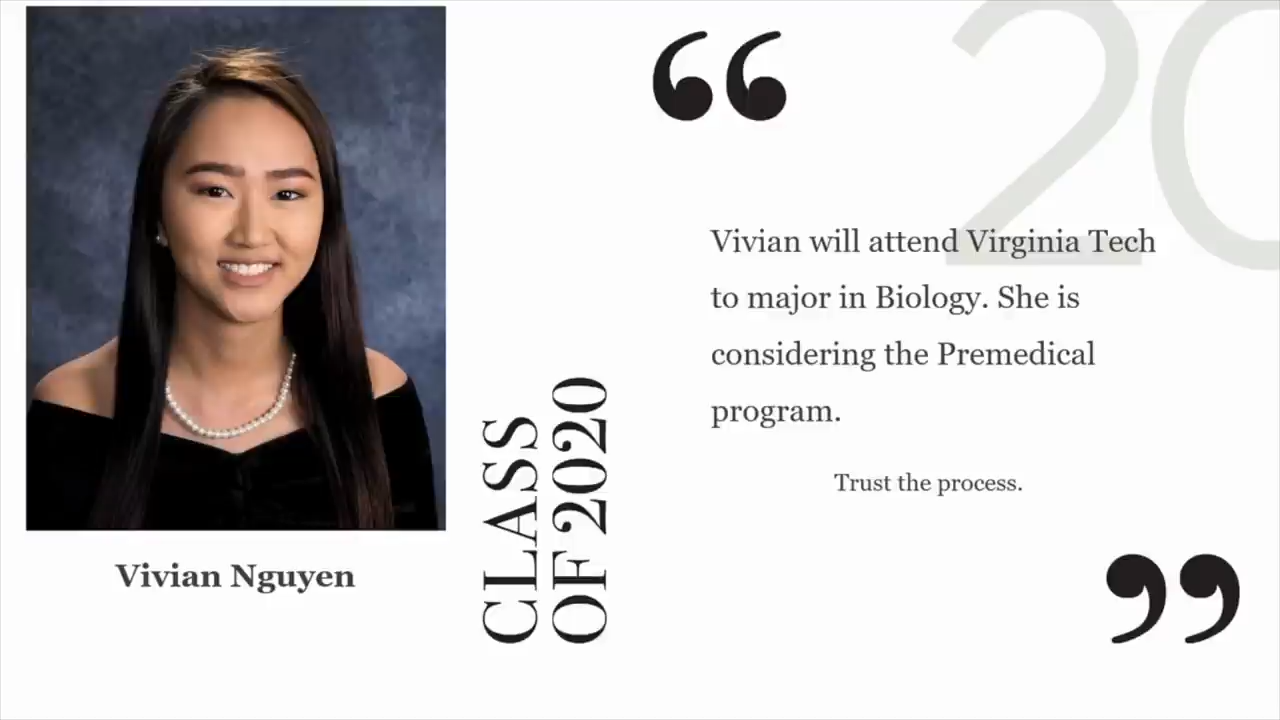 20
“
Vivian will attend Virginia Tech
to major in Biology. She is
considering the Premedical
program.
Trust the process.
”
CLASS
OF 2020
Vivian Nguyen